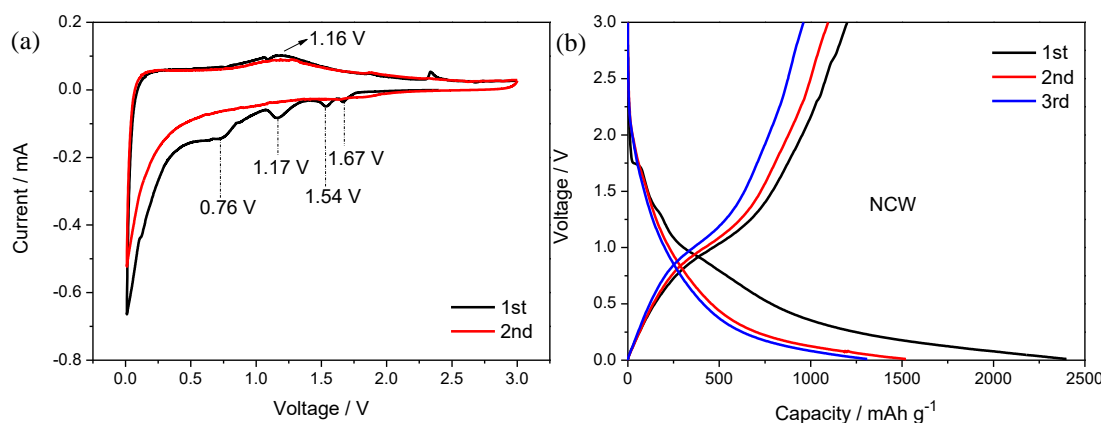 (a)
0.2
0.0
-0.2
-0.4
-0.6
-0.8
Current / mA
0.0 0.5 1.0 1.5 2.0 2.5 3.0
Voltage / V
1.16 V
1.67 V
1.17 V
1.54 V
0.76 V
1st
2nd
(b)
3.0
2.5
2.0
1.5
1.0
0.5
0.0
Voltage / V
0 500 1000 1500 2000 2500
Capacity / mAh g⁻¹
1st
2nd
3rd
NCW